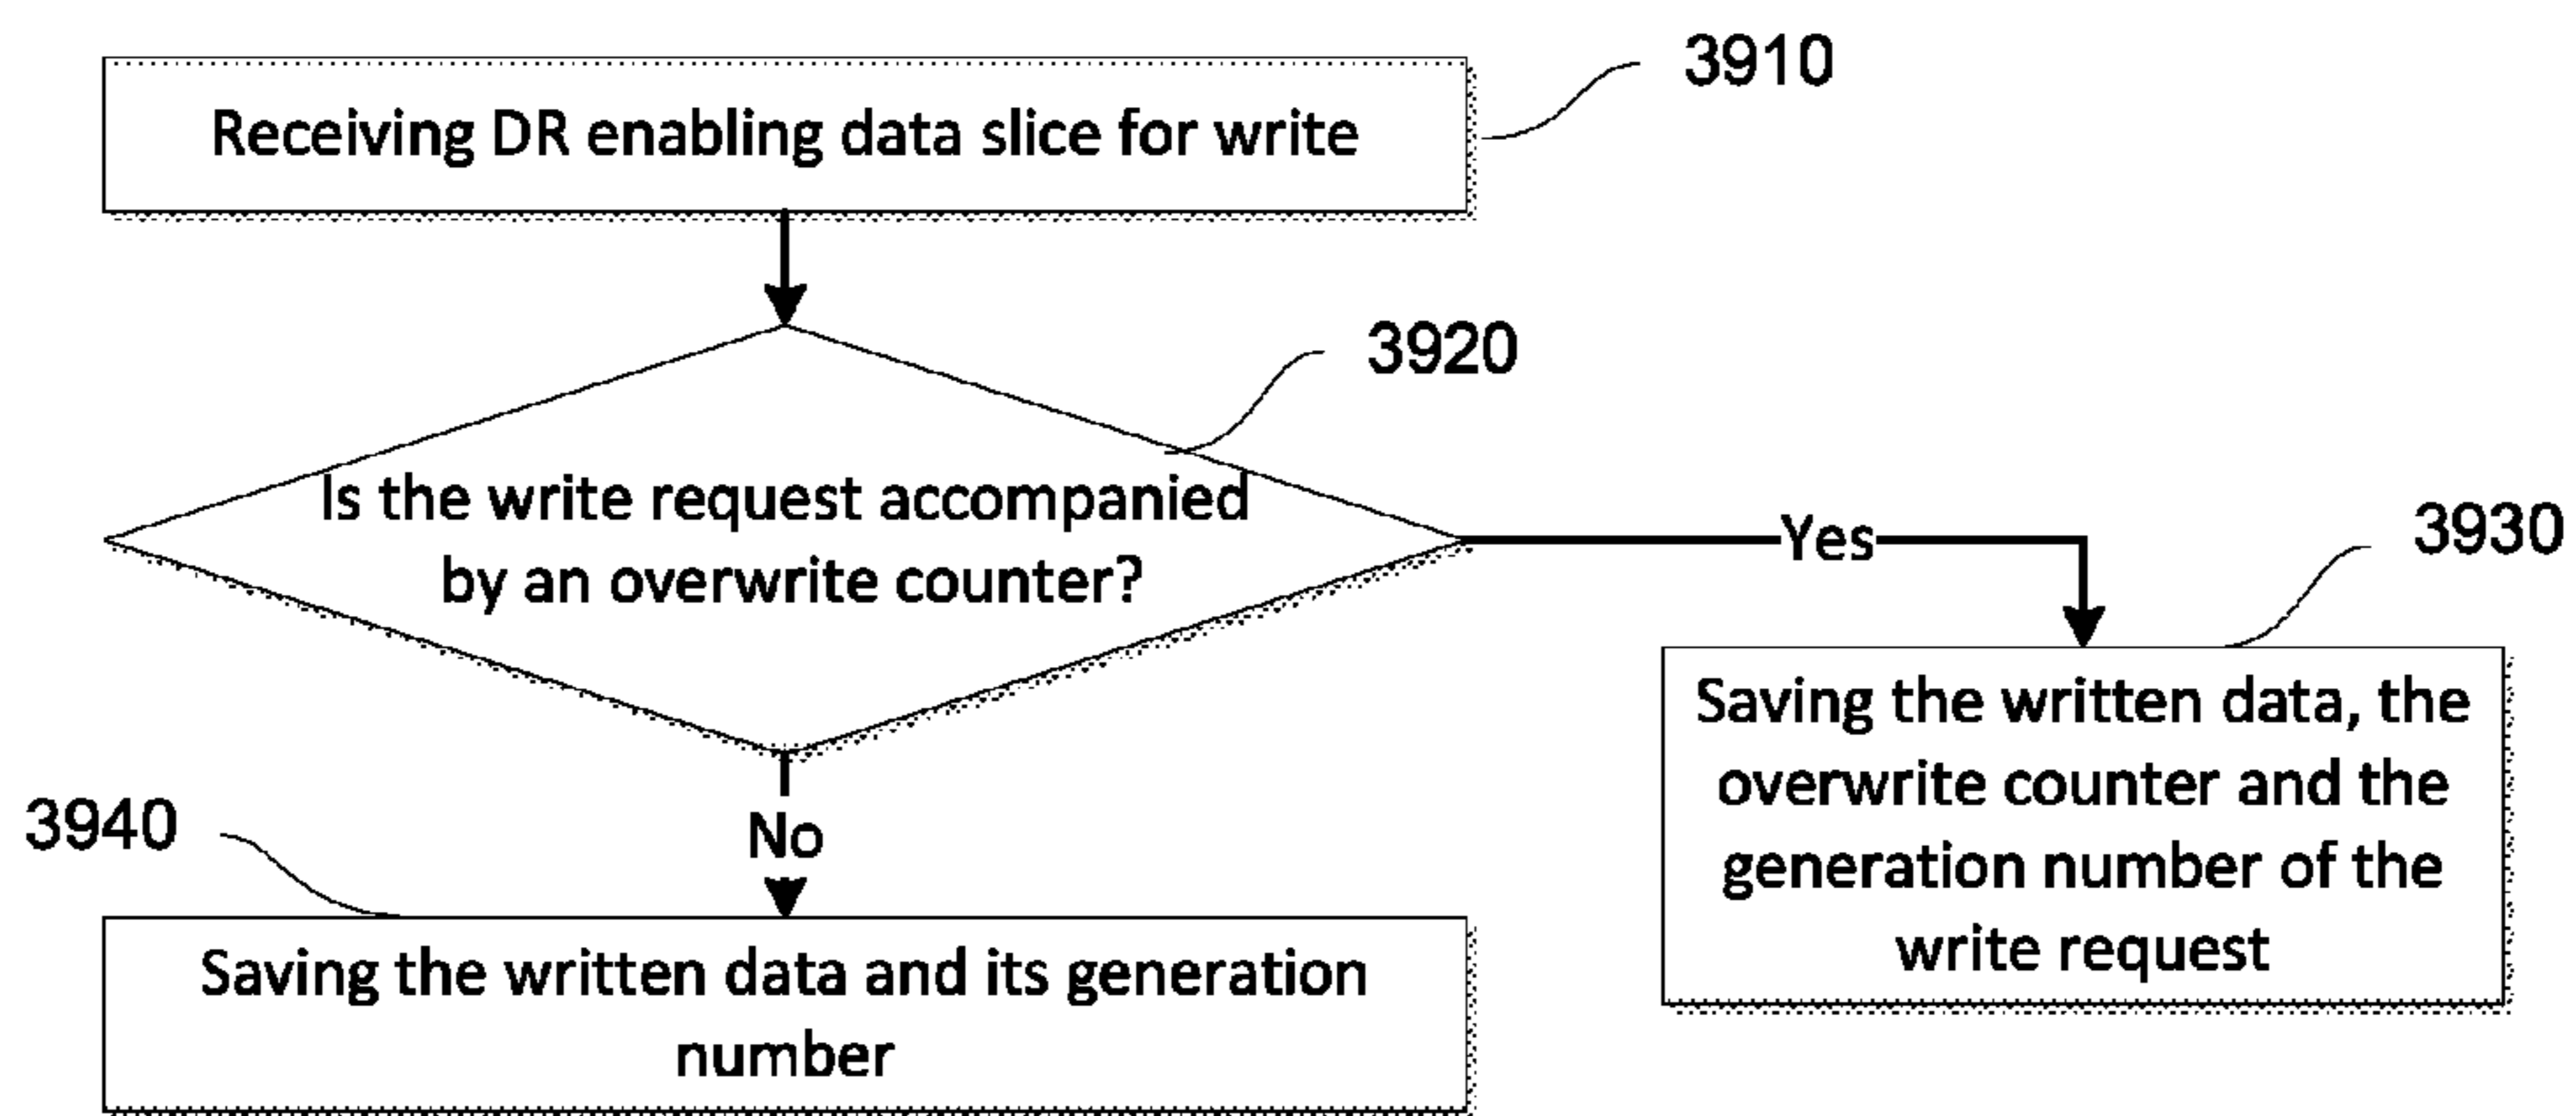 3910
Receiving DR enabling data slice for write
3920
Is the write request accompanied
by an overwrite counter?
Yes
3930
Saving the written data, the
overwrite counter and the
generation number of the
write request
No
3940
Saving the written data and its generation
number